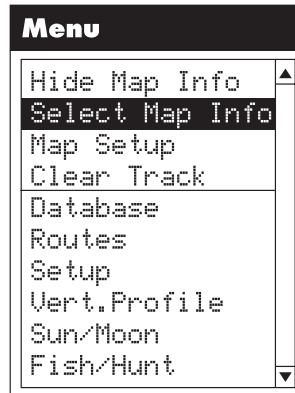 Menu
Hide Map Info
Select Map Info
Map Setup
Clear Track
Database
Routes
Setup
Vert.Profile
Sun/Moon
Fish/Hunt